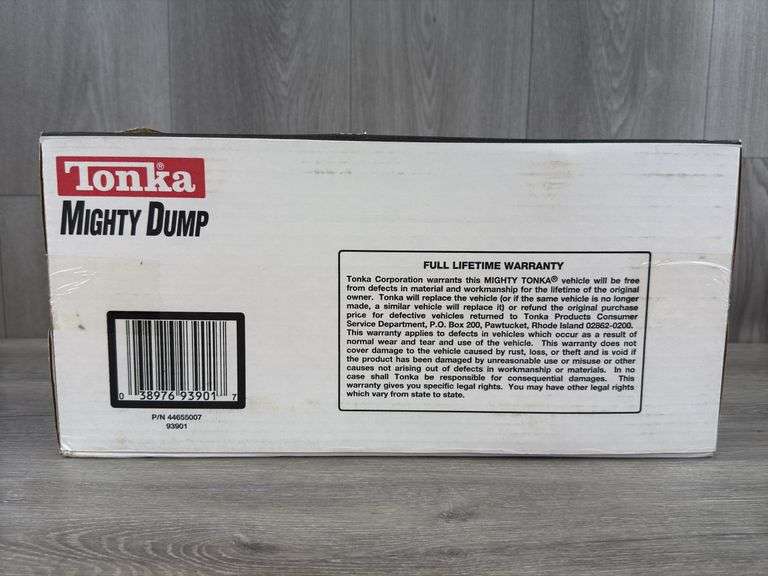 Tonka®
MIGHTY DUMP
FULL LIFETIME WARRANTY
Tonka Corporation warrants this MIGHTY TONKA® vehicle will be free
from defects in material and workmanship for the lifetime of the original
owner. Tonka will replace the vehicle (or if the same vehicle is no longer
made, a similar vehicle will replace it) or refund the original purchase
price for defective vehicles returned to Tonka Products Consumer
Service Department, P.O. Box 200, Pawtucket, Rhode Island 02862-0200.
This warranty applies to defects in vehicles which occur as a result of
normal wear and tear and use of the vehicle. This warranty does not
cover damage to the vehicle caused by rust, loss, or theft and is void if
the product has been damaged by unreasonable use or misuse or other
causes not arising out of defects in workmanship or materials. In no
case shall Tonka be responsible for consequential damages. This
warranty gives you specific legal rights. You may have other legal rights
which vary from state to state.
0 38976 93901 7
P/N 44655007
93901